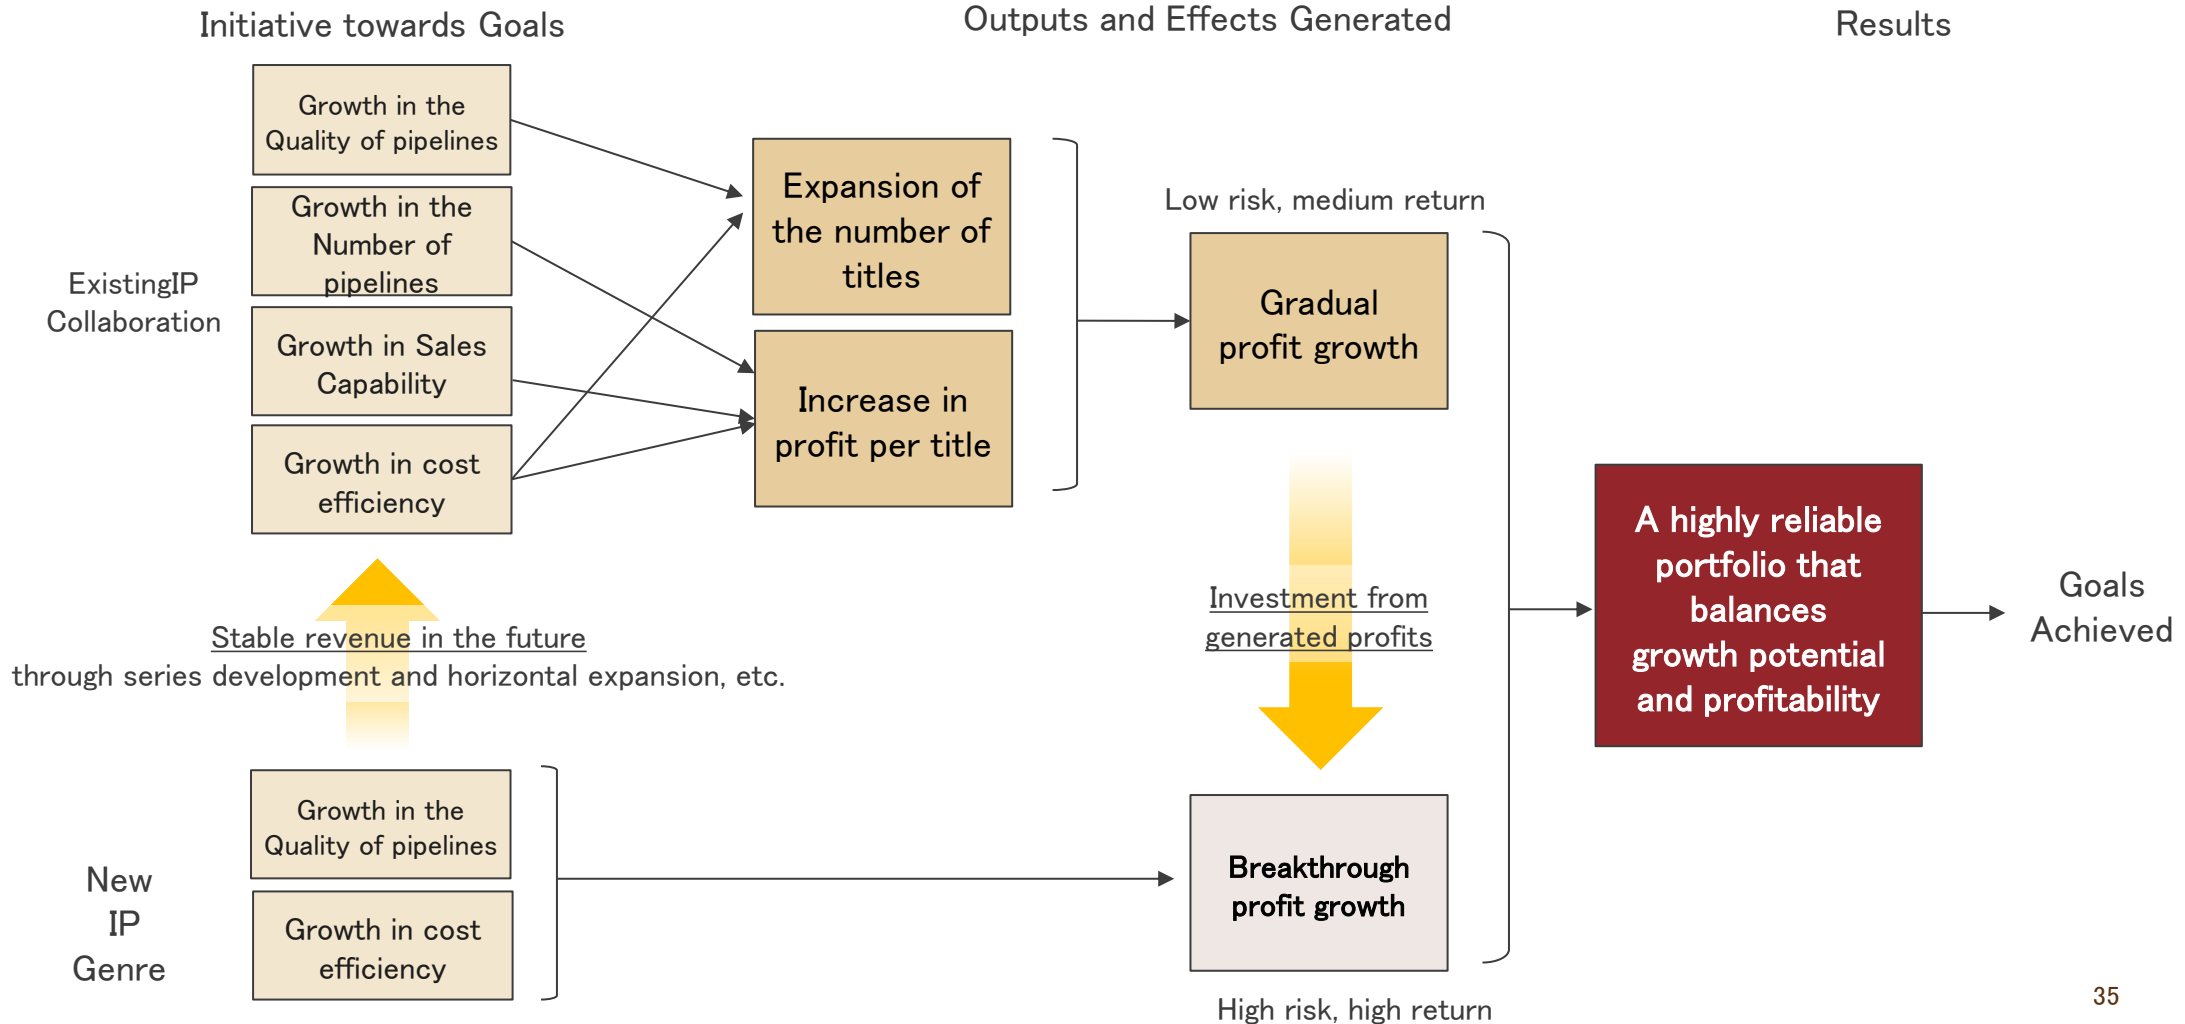 Initiative towards Goals
Outputs and Effects Generated
Results
Growth in the
Quality of pipelines
Growth in the
Number of
pipelines
ExistingIP
Collaboration
Growth in Sales
Capability
Growth in cost
efficiency
Expansion of
the number of
titles
Increase in
profit per title
Low risk, medium return
Gradual
profit growth
Stable revenue in the future
through series development and horizontal expansion, etc.
Investment from
generated profits
A highly reliable
portfolio that
balances
growth potential
and profitability
Goals
Achieved
New
IP
Genre
Growth in the
Quality of pipelines
Growth in cost
efficiency
Breakthrough
profit growth
High risk, high return
35